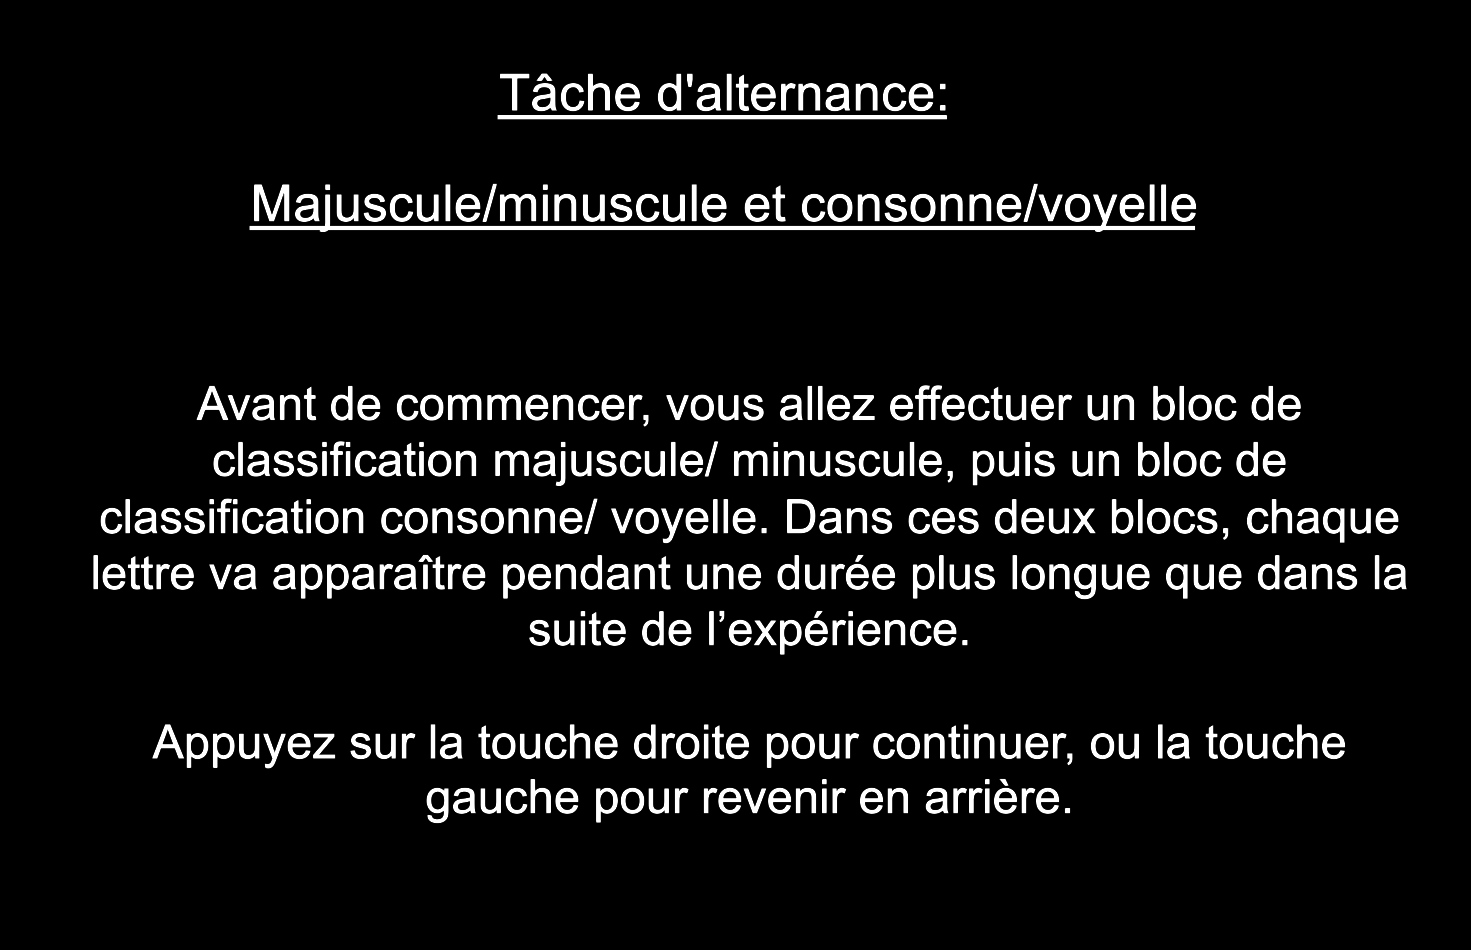 Tâche d'alternance:
Majuscule/minuscule et consonne/voyelle
Avant de commencer, vous allez effectuer un bloc de
classification majuscule/ minuscule, puis un bloc de
classification consonne/ voyelle. Dans ces deux blocs, chaque
lettre va apparaître pendant une durée plus longue que dans la
suite de l’expérience.
Appuyez sur la touche droite pour continuer, ou la touche
gauche pour revenir en arrière.